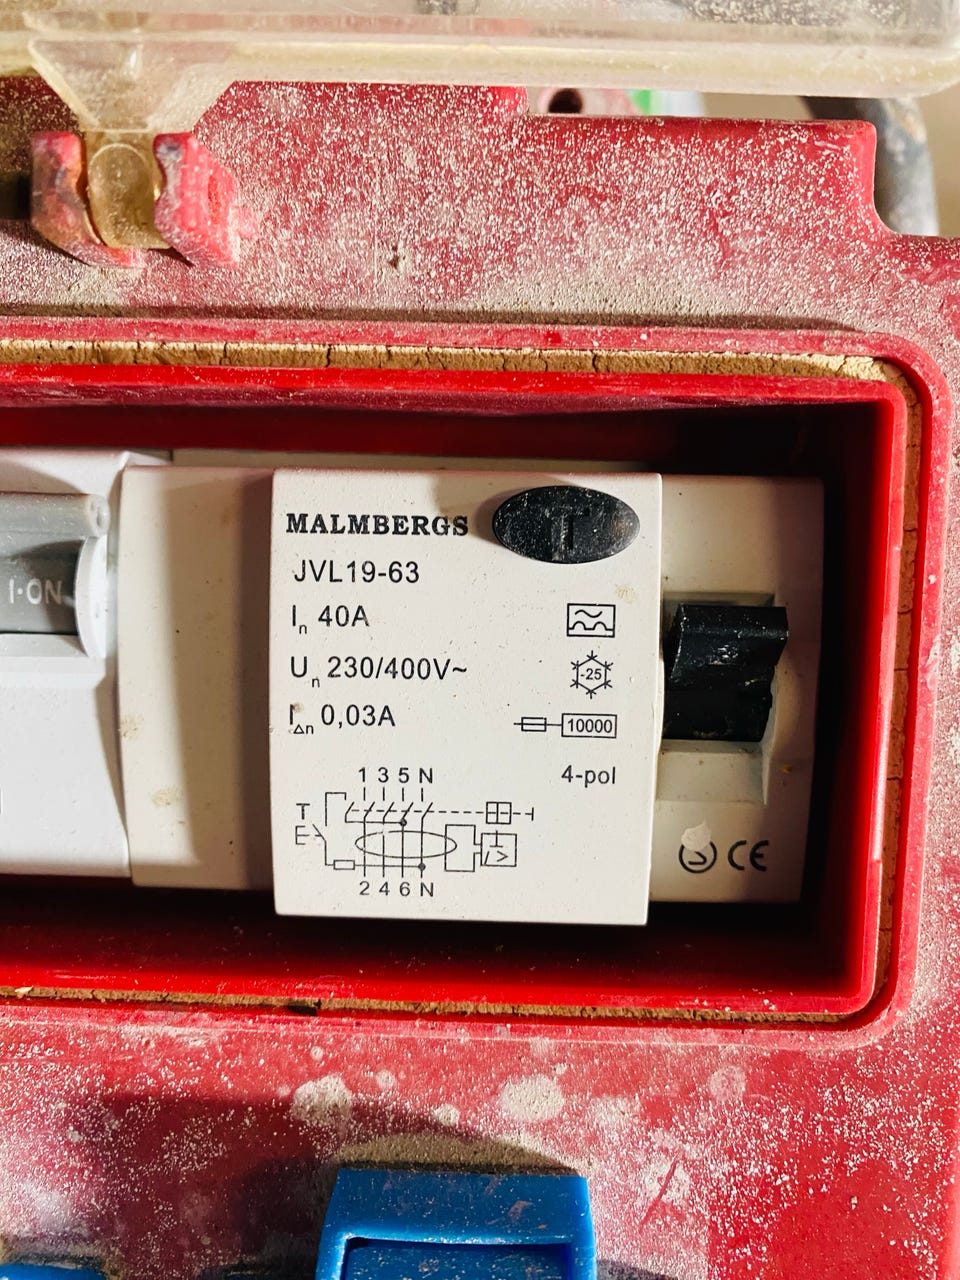 MALMBERGS
T
JVL19-63
In 40A
Un 230/400V~
I∆n 0,03A
-25
10000
4-pol
1 3 5 N
T
E
I>
2 4 6 N
I·ON
CE